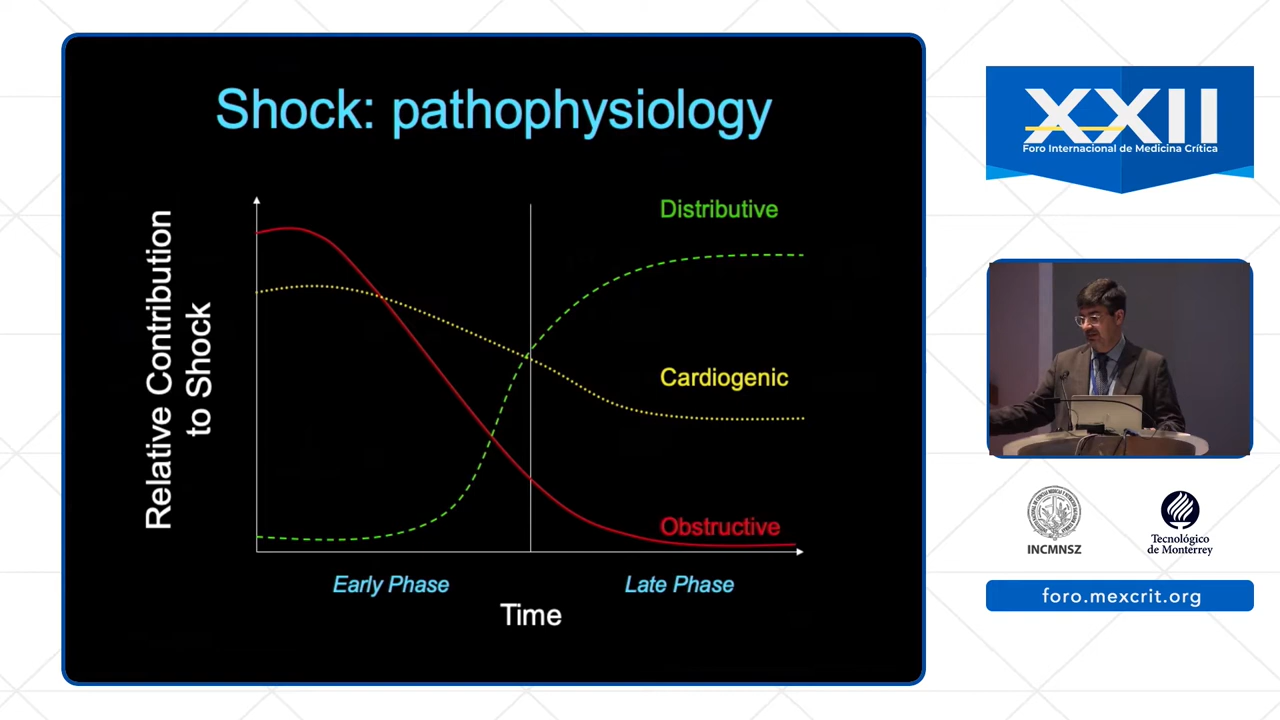 Shock: pathophysiology
Relative Contribution
to Shock
Distributive
Cardiogenic
Obstructive
Early Phase
Late Phase
Time
XXII
Foro Internacional de Medicina Crítica
INCMNSZ
Tecnológico
de Monterrey
foro.mexcrit.org